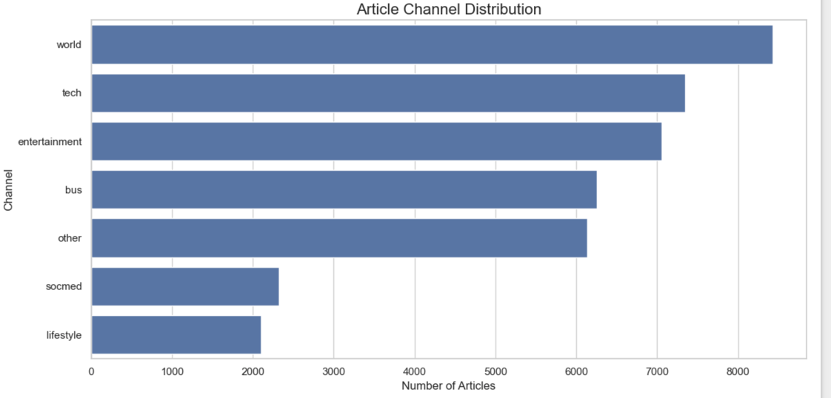 Article Channel Distribution
world
tech
entertainment
bus
other
socmed
lifestyle
Channel
0 1000 2000 3000 4000 5000 6000 7000 8000
Number of Articles